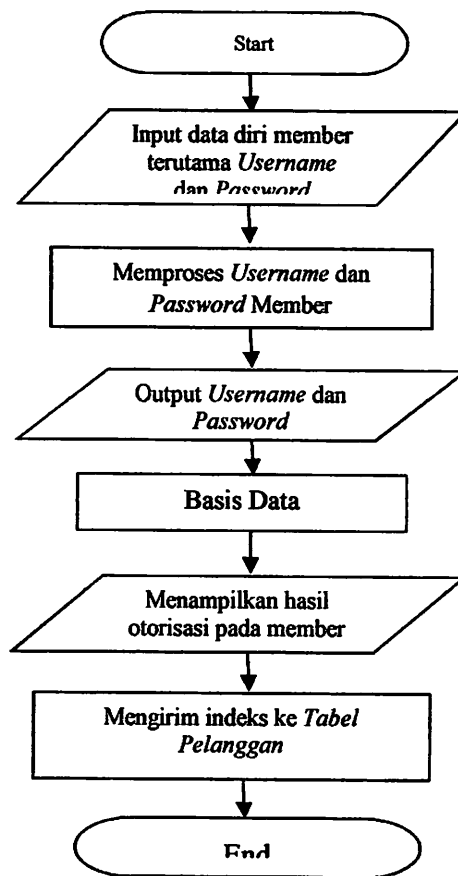 Start
Input data diri member
terutama Username
dan Password
Memproses Username dan
Password Member
Output Username dan
Password
Basis Data
Menampilkan hasil
otorisasi pada member
Mengirim indeks ke Tabel
Pelanggan
End